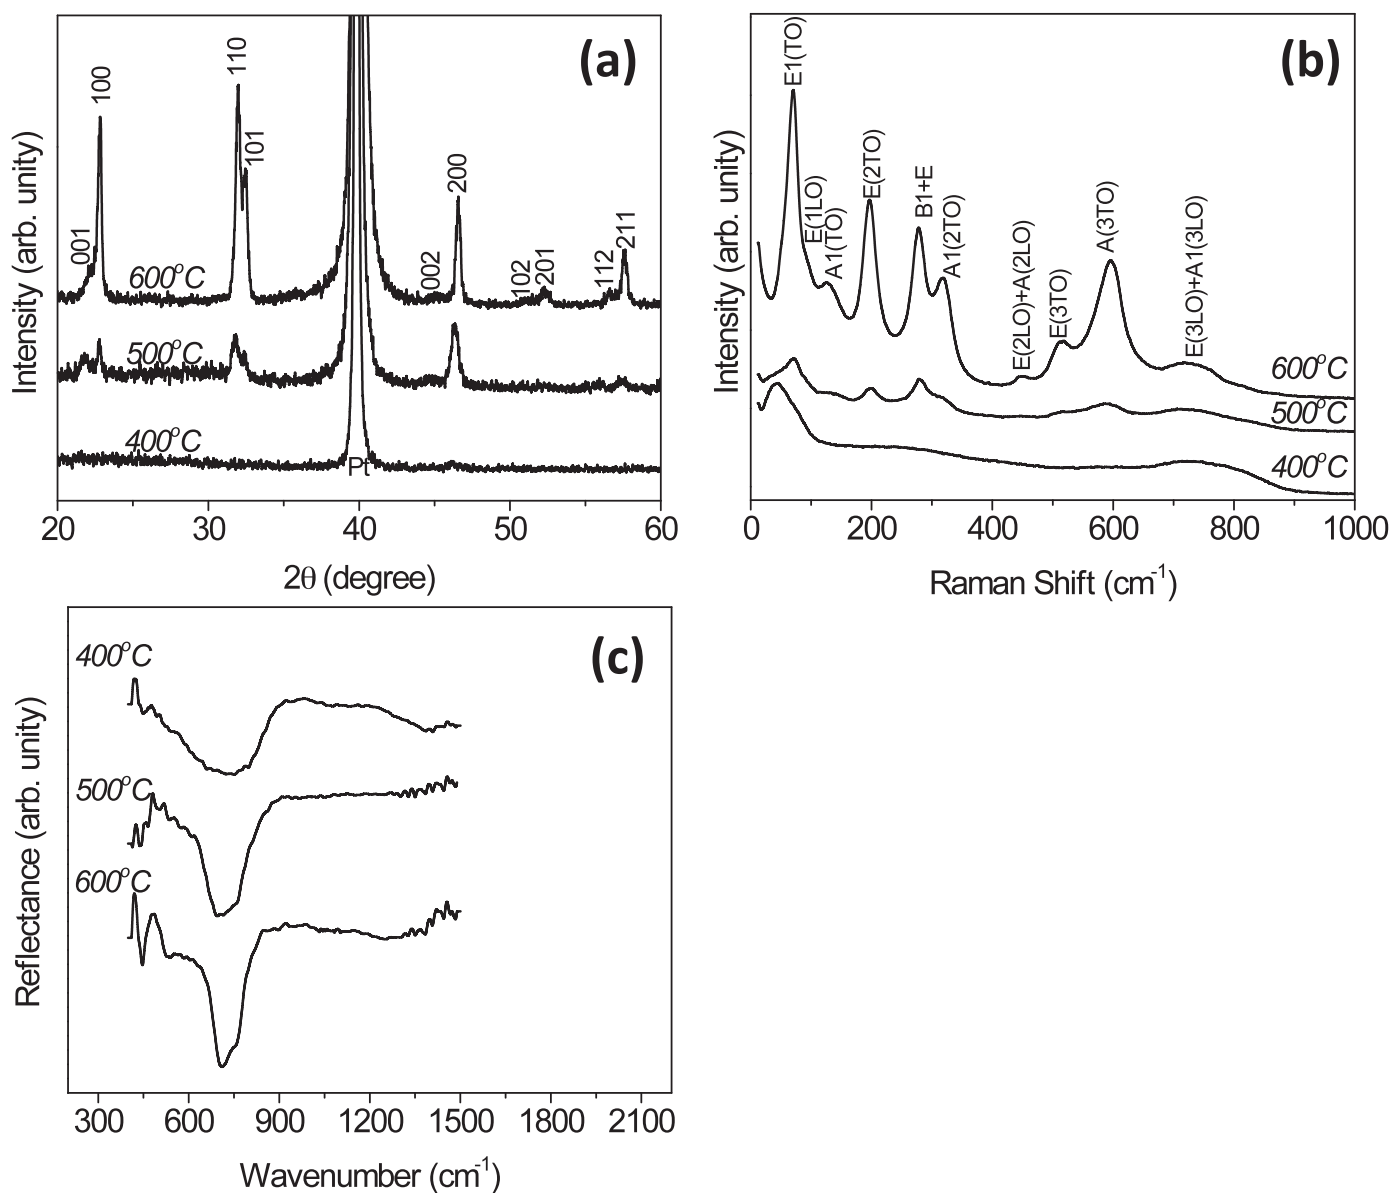 (a)
Intensity (arb. unity)
001
100
110
101
002
200
102
201
112
211
600°C
500°C
400°C
Pt
20 30 40 50 60
2θ (degree)
(b)
Intensity (arb. unity)
E1(TO)
E(1LO)
A1(TO)
E(2TO)
B1+E
A1(2TO)
E(2LO)+A(2LO)
E(3TO)
A(3TO)
E(3LO)+A1(3LO)
600°C
500°C
400°C
0 200 400 600 800 1000
Raman Shift (cm-1)
(c)
Reflectance (arb. unity)
400°C
500°C
600°C
300 600 900 1200 1500 1800 2100
Wavenumber (cm-1)